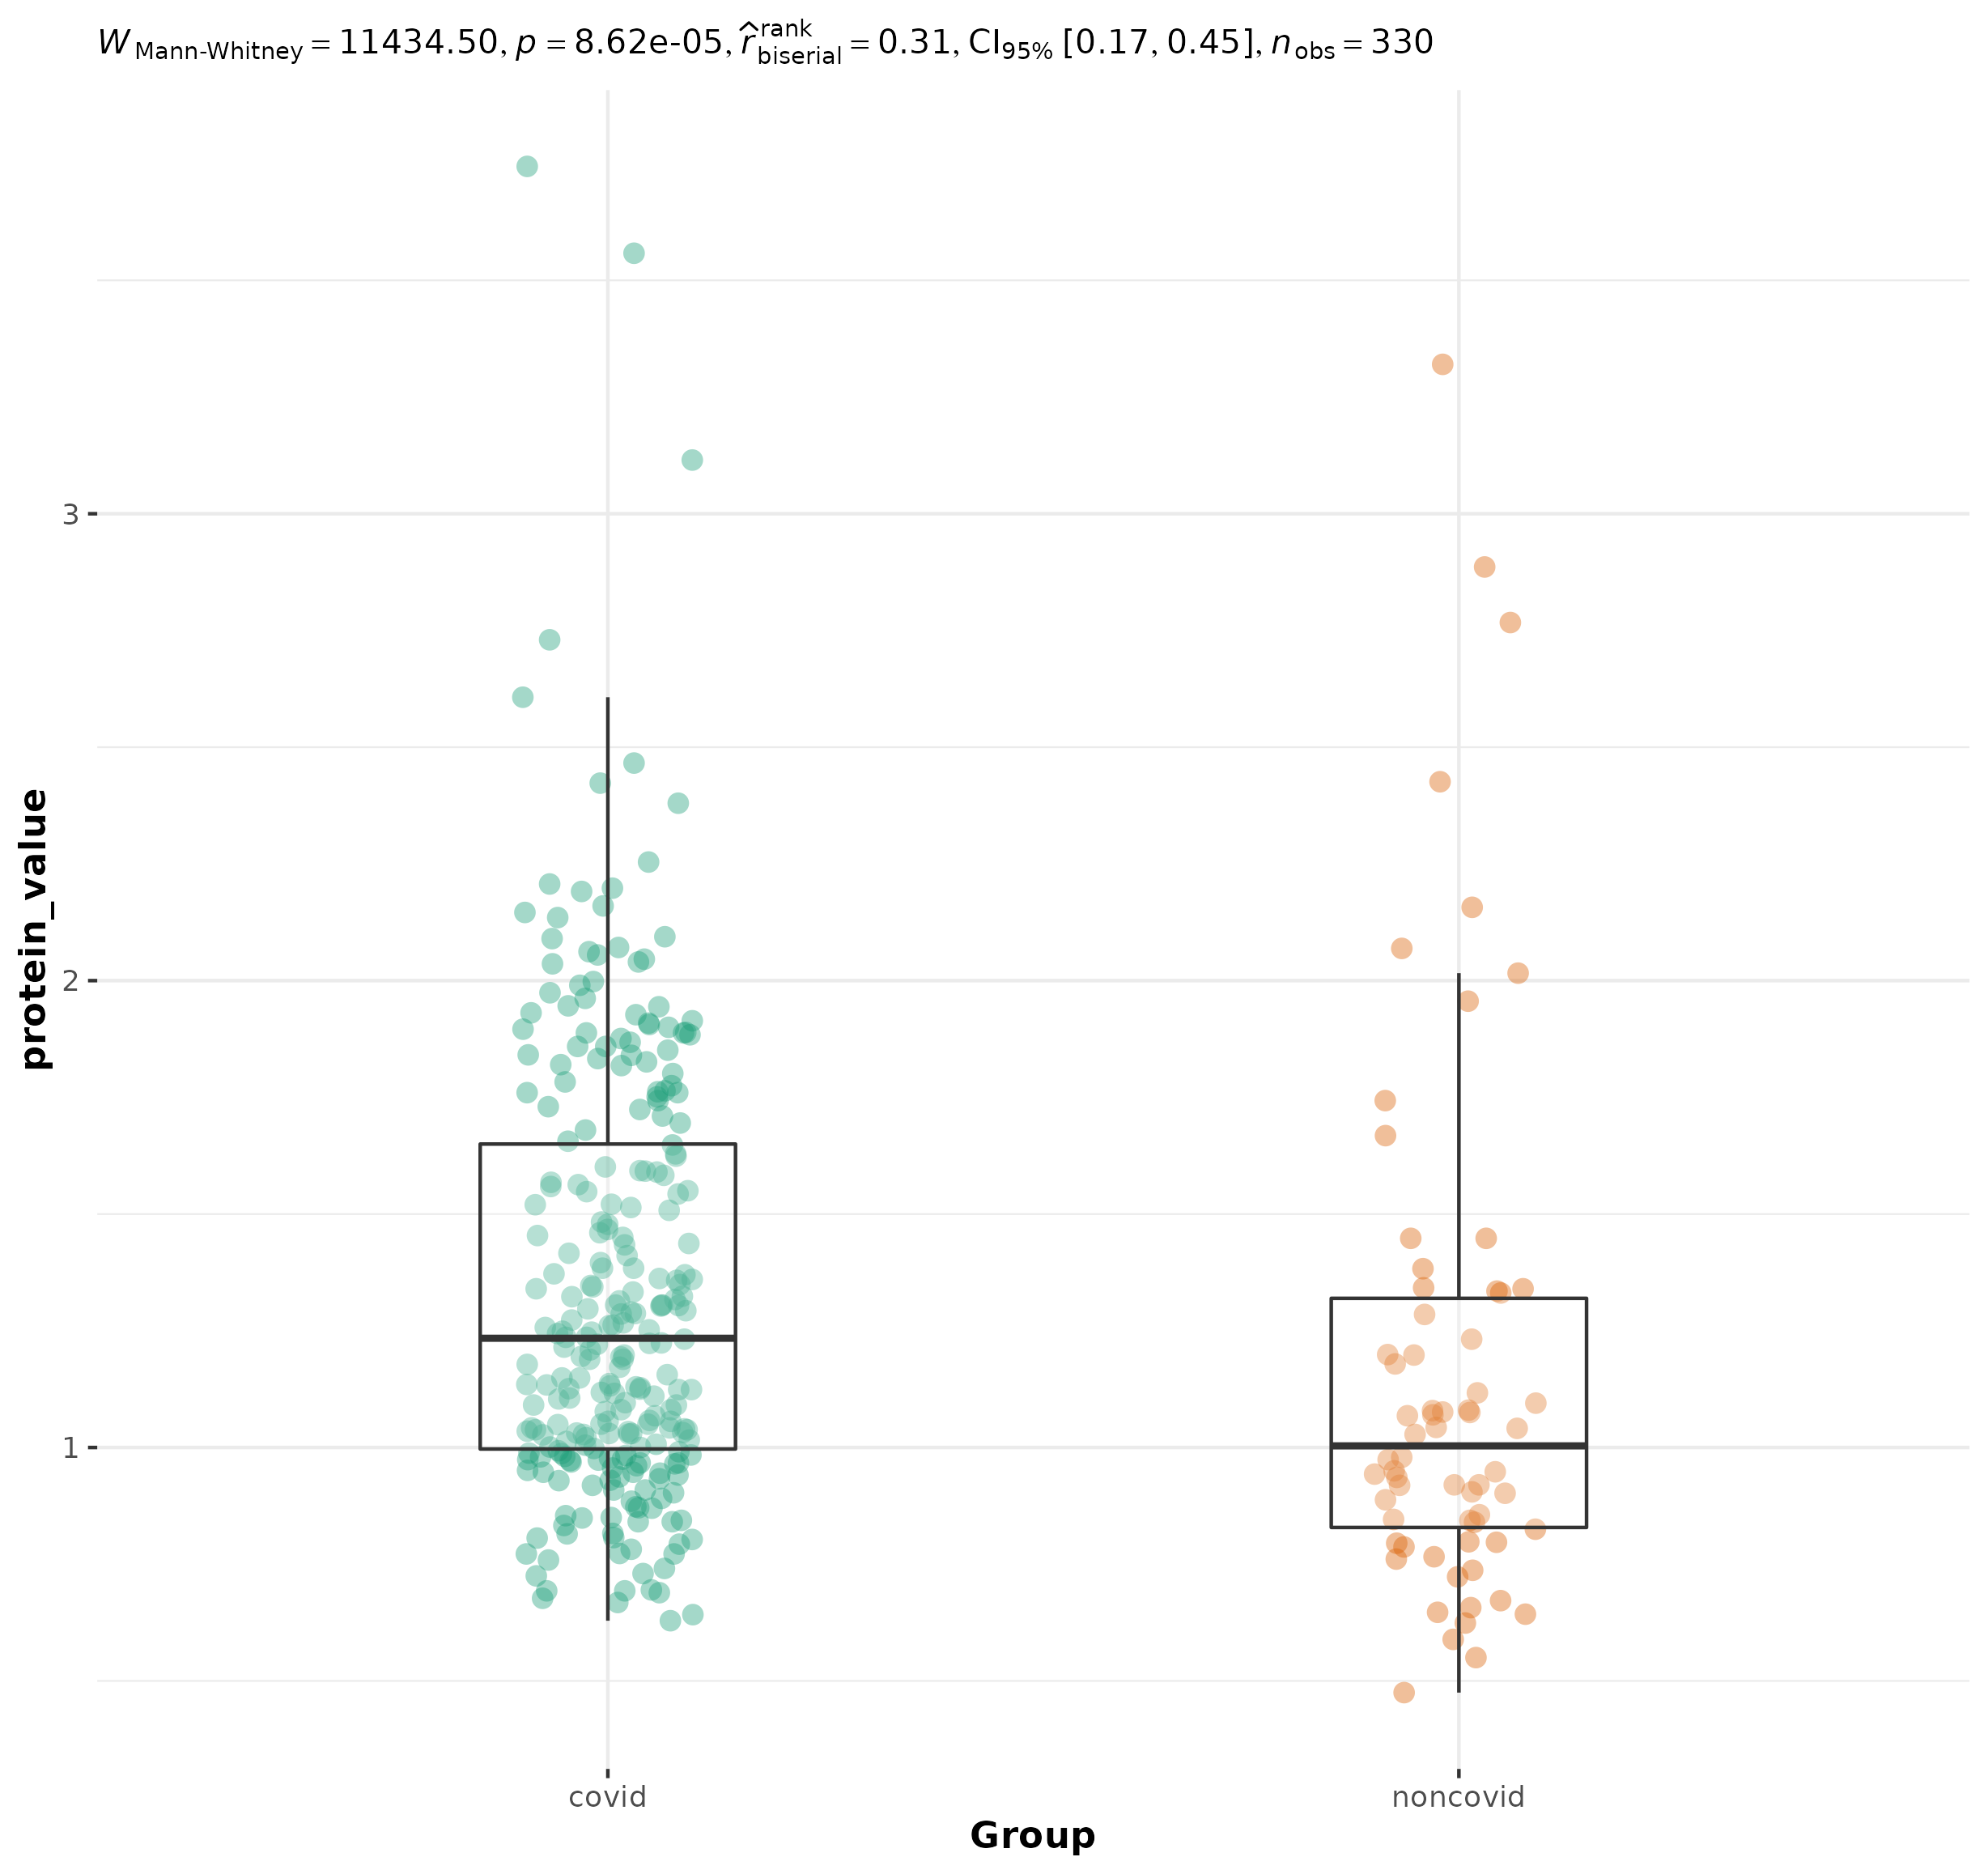 W Mann-Whitney = 11434.50, p = 8.62e-05, r̂ rank biserial = 0.31, CI95% [0.17, 0.45], nobs = 330
3
2
1
protein_value
covid noncovid
Group